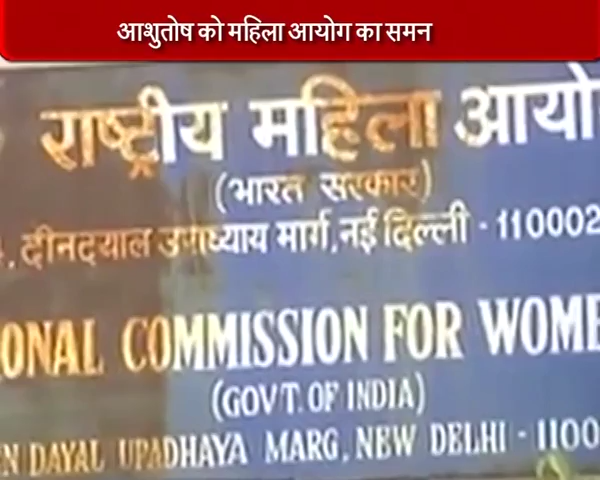 आशुतोष को महिला आयोग का समन
राष्ट्रीय महिला आयो
(भारत सरकार)
, दीनदयाल उपाध्याय मार्ग, नई दिल्ली - 110002
ONAL COMMISSION FOR WOME
(GOVT. OF INDIA)
EN DAYAL UPADHAYA MARG, NEW DELHI - 1100